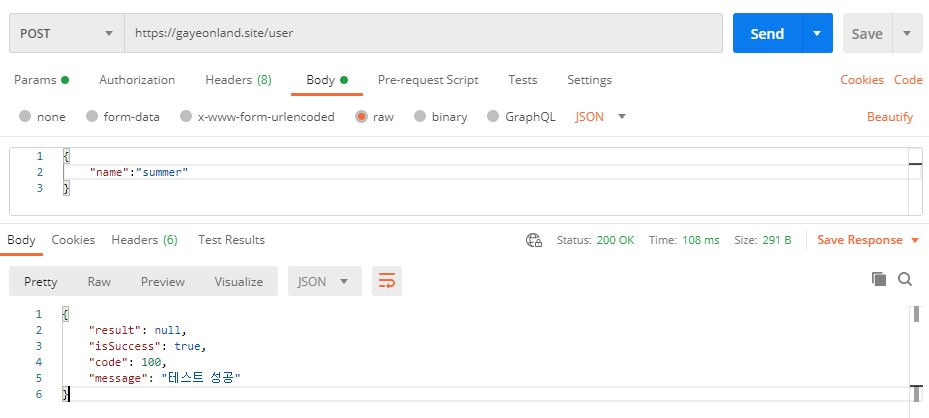 POST https://gayeonland.site/user Send Save
Params Authorization Headers (8) Body Pre-request Script Tests Settings Cookies Code
none form-data x-www-form-urlencoded raw binary GraphQL JSON Beautify
1 {
2 "name":"summer"
3 }
Body Cookies Headers (6) Test Results Status: 200 OK Time: 108 ms Size: 291 B Save Response
Pretty Raw Preview Visualize JSON
1 {
2 "result": null,
3 "isSuccess": true,
4 "code": 100,
5 "message": "테스트 성공"
6 }